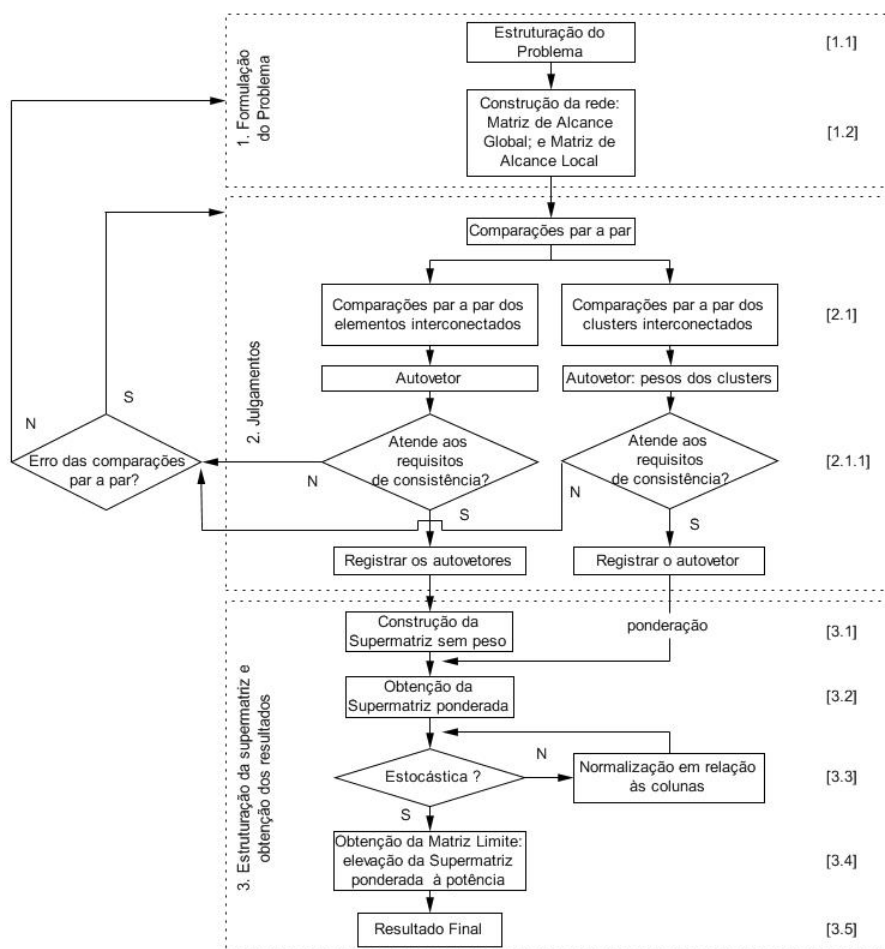 Estruturação do
Problema
[1.1]
1. Formulação
do Problema
Construção da rede:
Matriz de Alcance
Global; e Matriz de
Alcance Local
[1.2]
Comparações par a par
Comparações par a par dos
elementos interconectados
Comparações par a par dos
clusters interconectados
[2.1]
2. Julgamentos
Autovetor
Autovetor: pesos dos clusters
N
S
Erro das comparações
par a par?
Atende aos
requisitos
de consistência?
N
S
Atende aos
requisitos
de consistência?
N
S
[2.1.1]
Registrar os autovetores
Registrar o autovetor
3. Estruturação da supermatriz e
obtenção dos resultados
Construção da
Supermatriz sem peso
ponderação
[3.1]
Obtenção da
Supermatriz ponderada
[3.2]
Estocástica ?
N
S
Normalização em relação
às colunas
[3.3]
Obtenção da Matriz Limite:
elevação da Supermatriz
ponderada à potência
[3.4]
Resultado Final
[3.5]